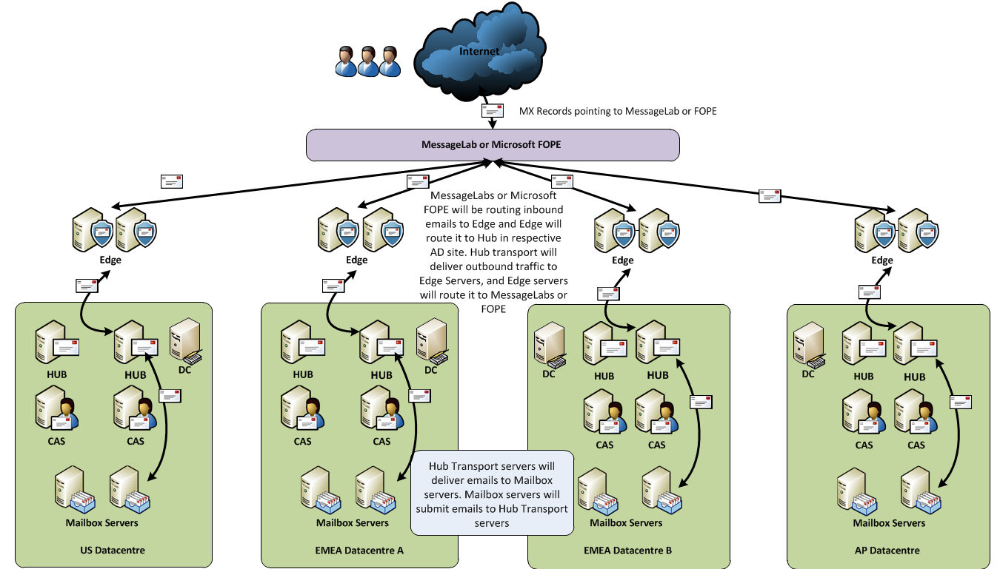 Internet
MX Records pointing to MessageLab or FOPE
MessageLab or Microsoft FOPE
MessageLabs or Microsoft
FOPE will be routing inbound
emails to Edge and Edge will
route it to Hub in respective
AD site. Hub transport will
deliver outbound traffic to
Edge Servers, and Edge servers
will route it to MessageLabs or
FOPE
Edge
Edge
Edge
Edge
HUB
HUB
DC
CAS
CAS
Mailbox Servers
US Datacentre
HUB
HUB
DC
CAS
CAS
Mailbox Servers
EMEA Datacentre A
Hub Transport servers will
deliver emails to Mailbox
servers. Mailbox servers will
submit emails to Hub Transport
servers
DC
HUB
HUB
CAS
CAS
Mailbox Servers
EMEA Datacentre B
DC
HUB
HUB
CAS
CAS
Mailbox Servers
AP Datacentre